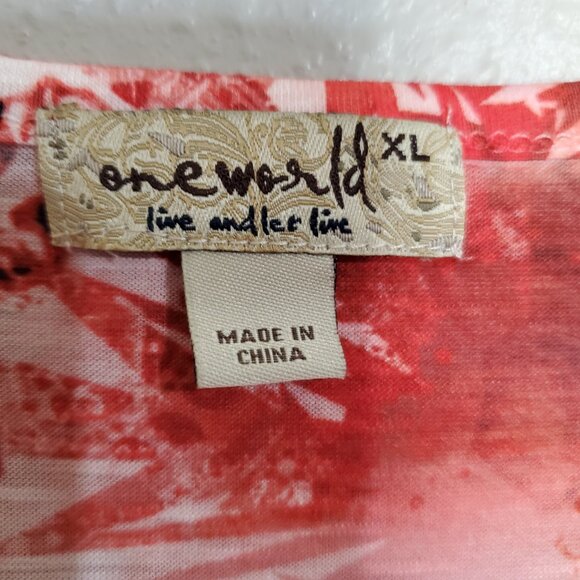 oneworld XL
live and let live
MADE IN
CHINA